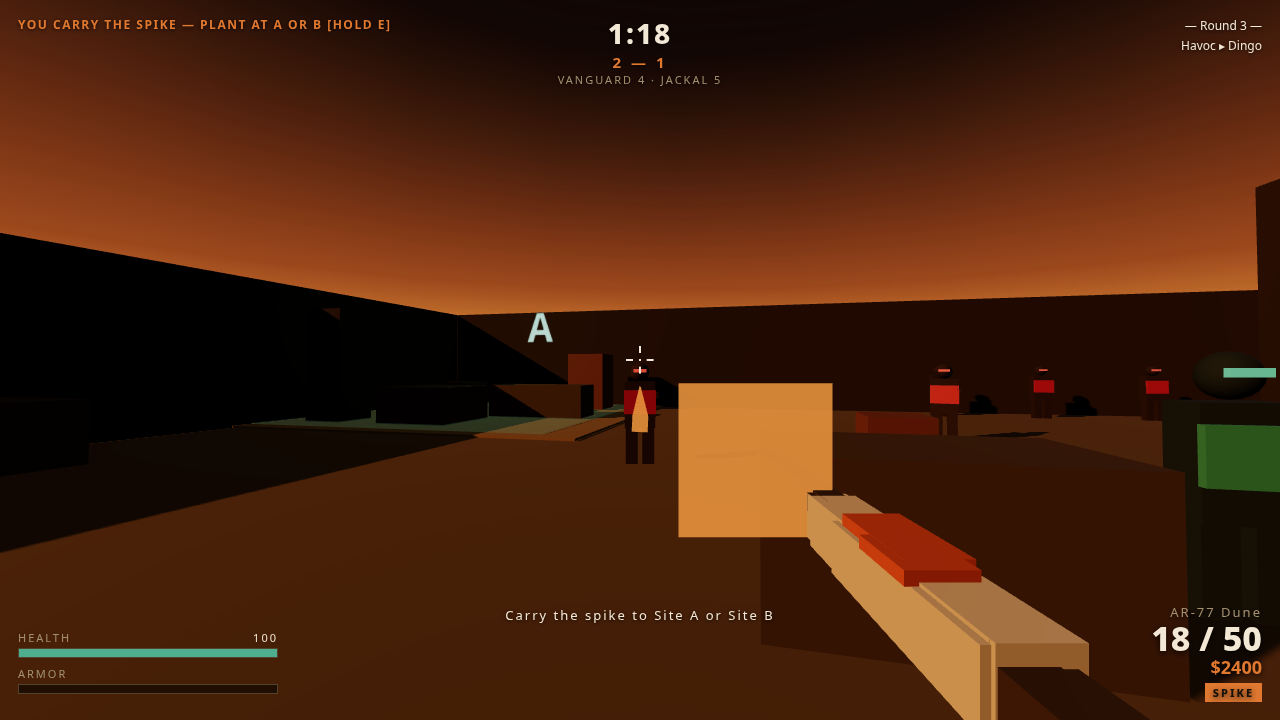 YOU CARRY THE SPIKE — PLANT AT A OR B [HOLD E]
1:18
2 — 1
VANGUARD 4 · JACKAL 5
— Round 3 —
Havoc ▸ Dingo
A
Carry the spike to Site A or Site B
HEALTH 100
ARMOR
AR-77 Dune
18 / 50
$2400
SPIKE